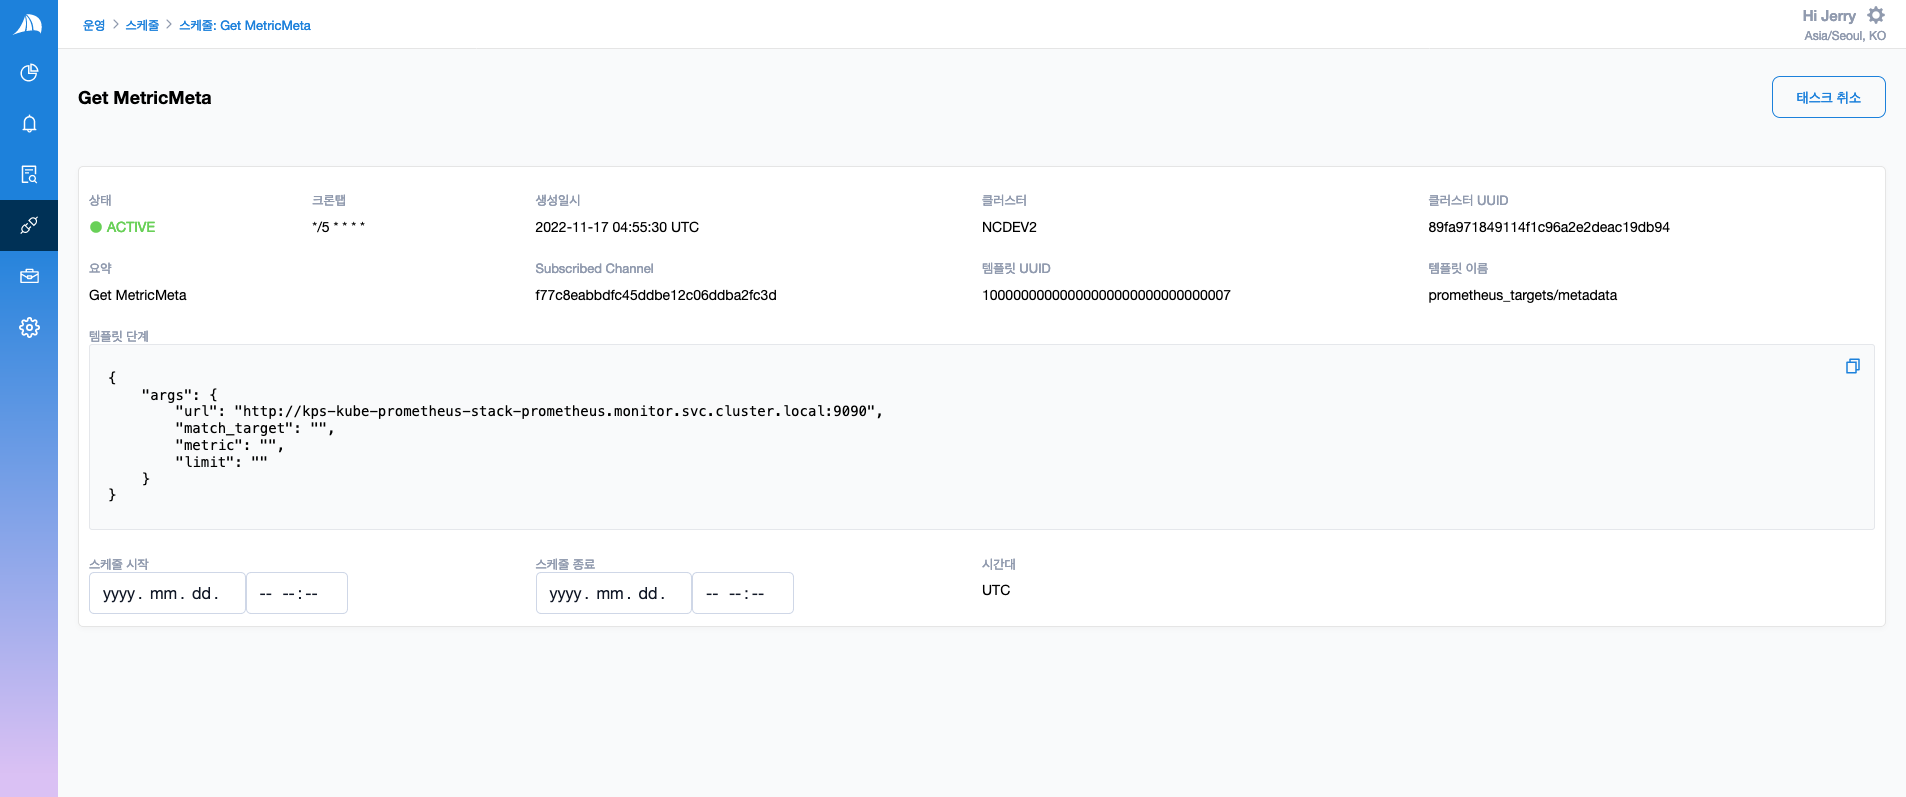 운영 > 스케줄 > 스케줄: Get MetricMeta
Hi Jerry
Asia/Seoul, KO
Get MetricMeta
태스크 취소
상태 크론탭 생성일시 클러스터 클러스터 UUID
ACTIVE */5 * * * * 2022-11-17 04:55:30 UTC NCDEV2 89fa971849114f1c96a2e2deac19db94
요약 Subscribed Channel 템플릿 UUID 템플릿 이름
Get MetricMeta f77c8eabbdfc45ddbe12c06ddba2fc3d 10000000000000000000000000000007 prometheus_targets/metadata
템플릿 단계
{
    "args": {
        "url": "http://kps-kube-prometheus-stack-prometheus.monitor.svc.cluster.local:9090",
        "match_target": "",
        "metric": "",
        "limit": ""
    }
}
스케줄 시작 스케줄 종료 시간대
yyyy. mm. dd. -- --:-- yyyy. mm. dd. -- --:-- UTC